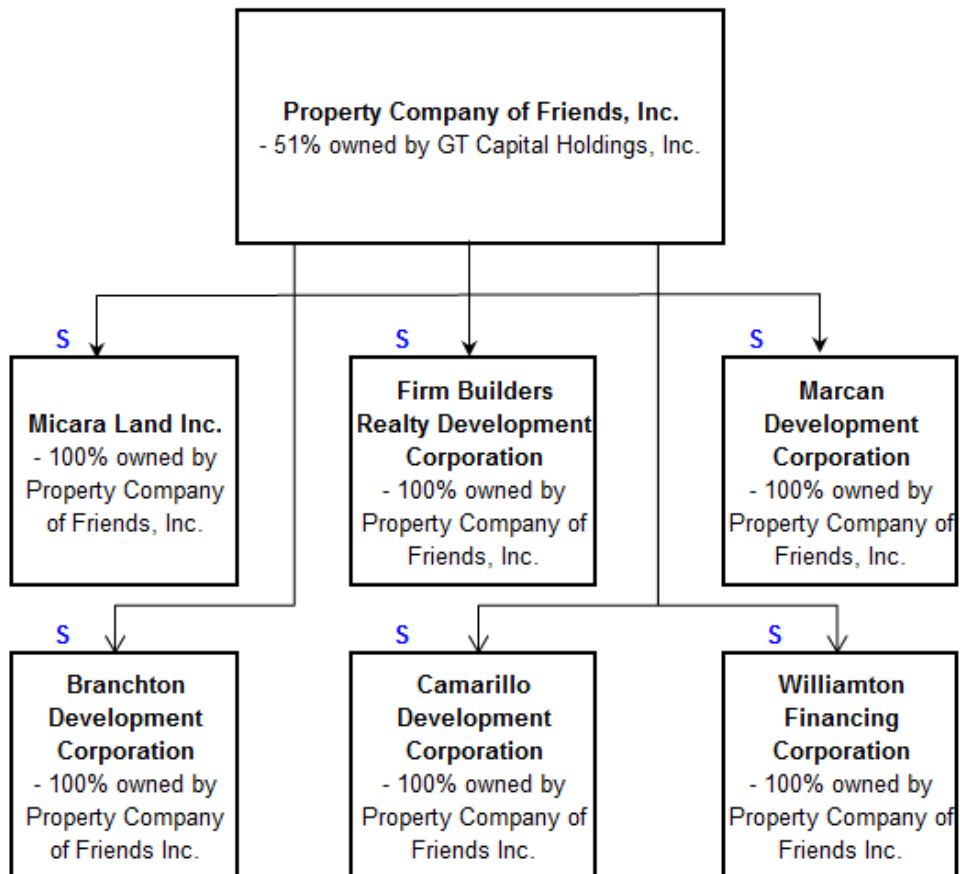 Property Company of Friends, Inc.
- 51% owned by GT Capital Holdings, Inc.
S
Micara Land Inc.
- 100% owned by
Property Company
of Friends, Inc.
S
Firm Builders
Realty Development
Corporation
- 100% owned by
Property Company of
Friends, Inc.
S
Marcan
Development
Corporation
- 100% owned by
Property Company of
Friends, Inc.
S
Branchton
Development
Corporation
- 100% owned by
Property Company
of Friends Inc.
S
Camarillo
Development
Corporation
- 100% owned by
Property Company of
Friends Inc.
S
Williamton
Financing
Corporation
- 100% owned by
Property Company of
Friends Inc.